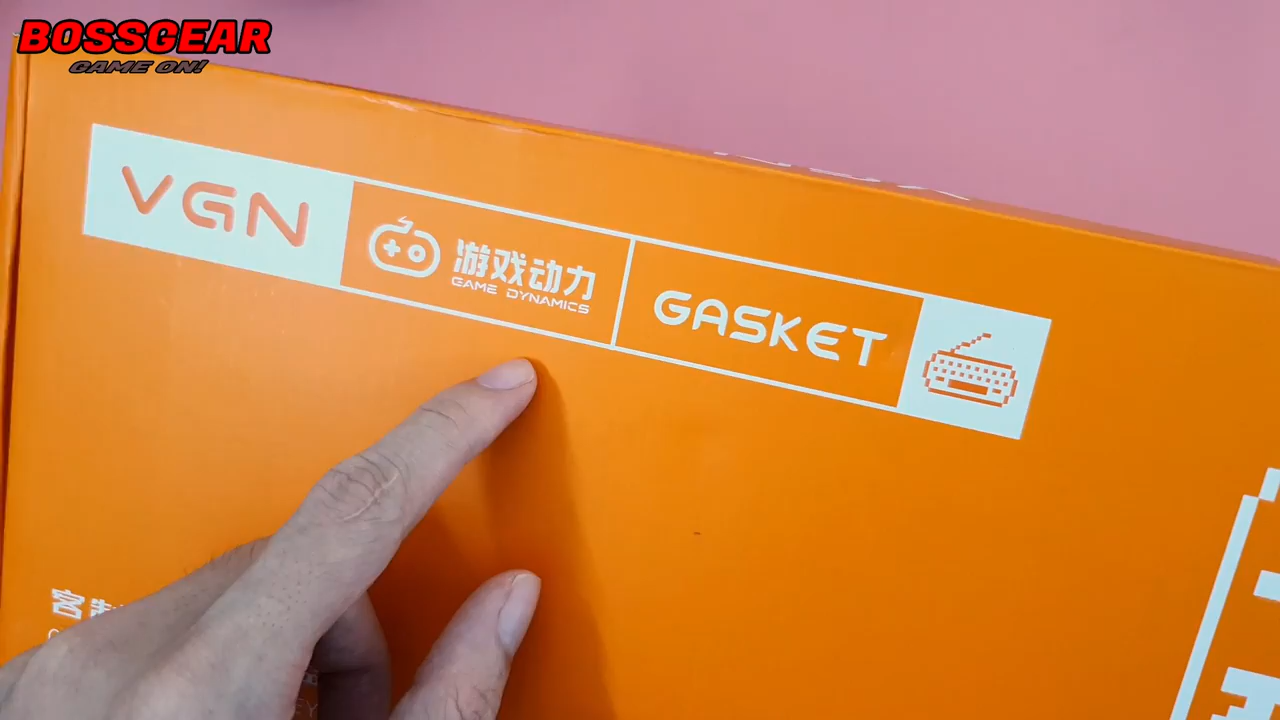 BOSSGEAR
GAME ON!
VGN
游戏动力
GAME DYNAMICS
GASKET